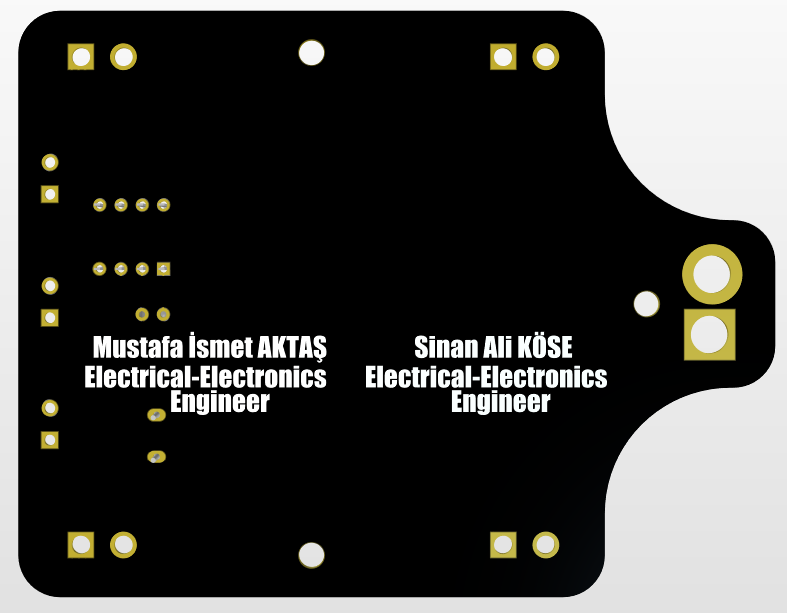 Mustafa İsmet AKTAŞ
Electrical-Electronics
Engineer
Sinan Ali KÖSE
Electrical-Electronics
Engineer